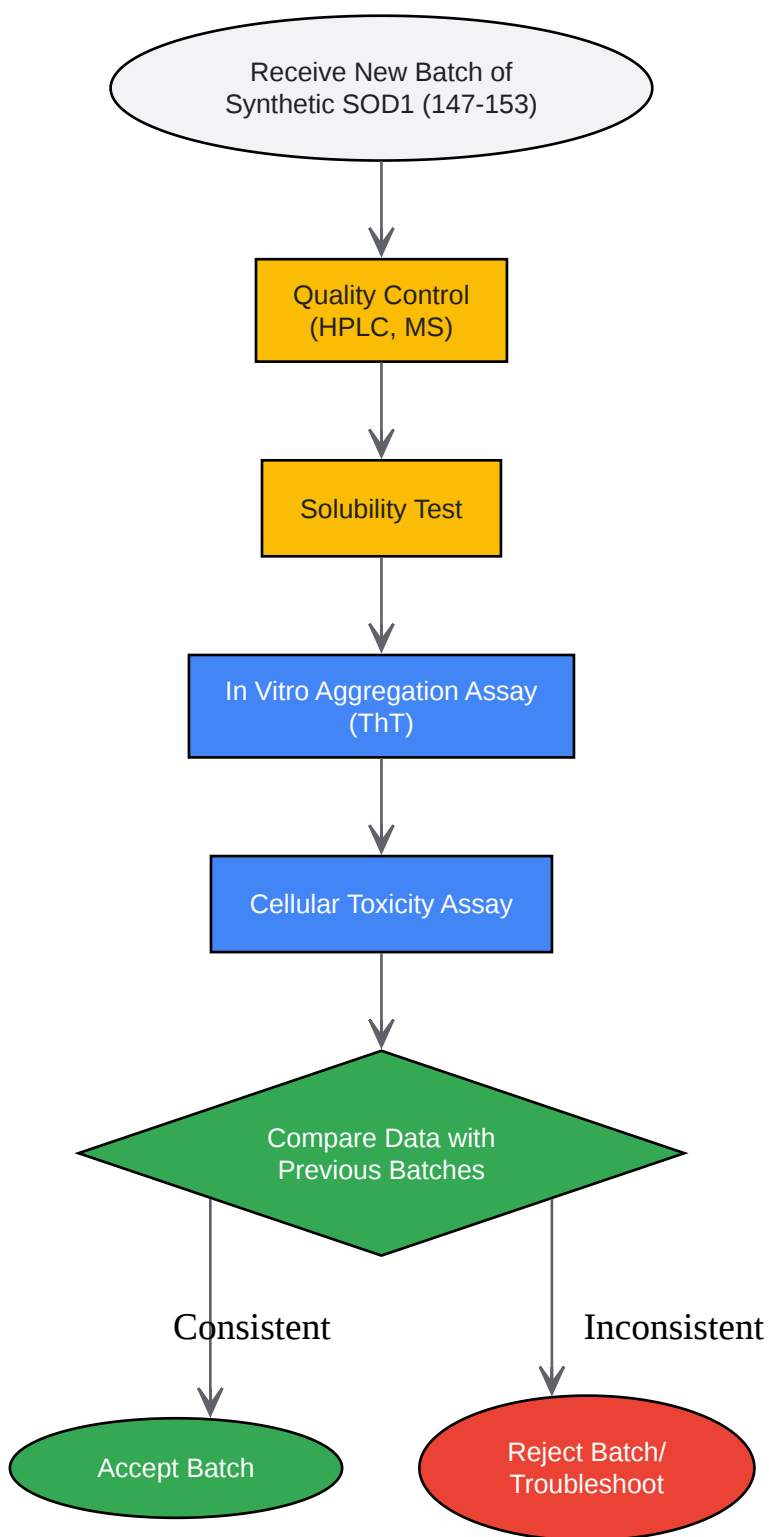 Receive New Batch of
Synthetic SOD1 (147-153)
Quality Control
(HPLC, MS)
Solubility Test
In Vitro Aggregation Assay
(ThT)
Cellular Toxicity Assay
Compare Data with
Previous Batches
Consistent
Inconsistent
Accept Batch
Reject Batch/
Troubleshoot